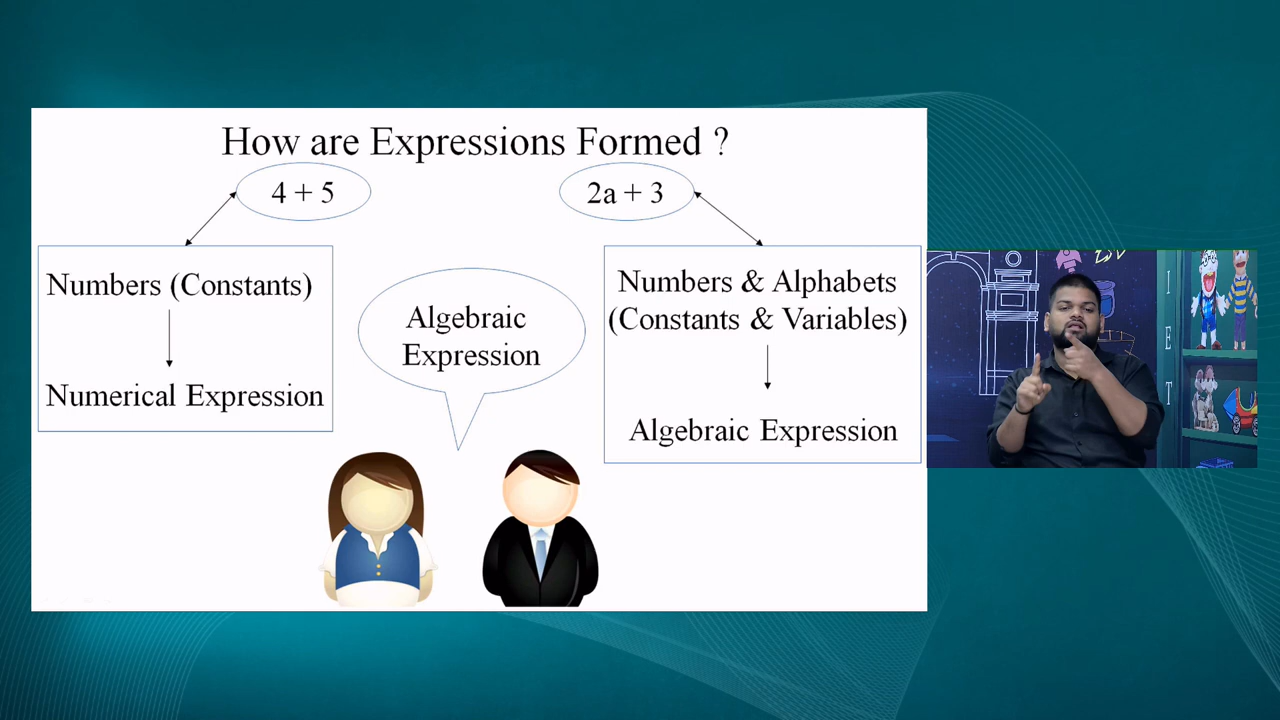 How are Expressions Formed ?
4 + 5
2a + 3
Numbers (Constants)
Numerical Expression
Algebraic
Expression
Numbers & Alphabets
(Constants & Variables)
Algebraic Expression
I
E
T